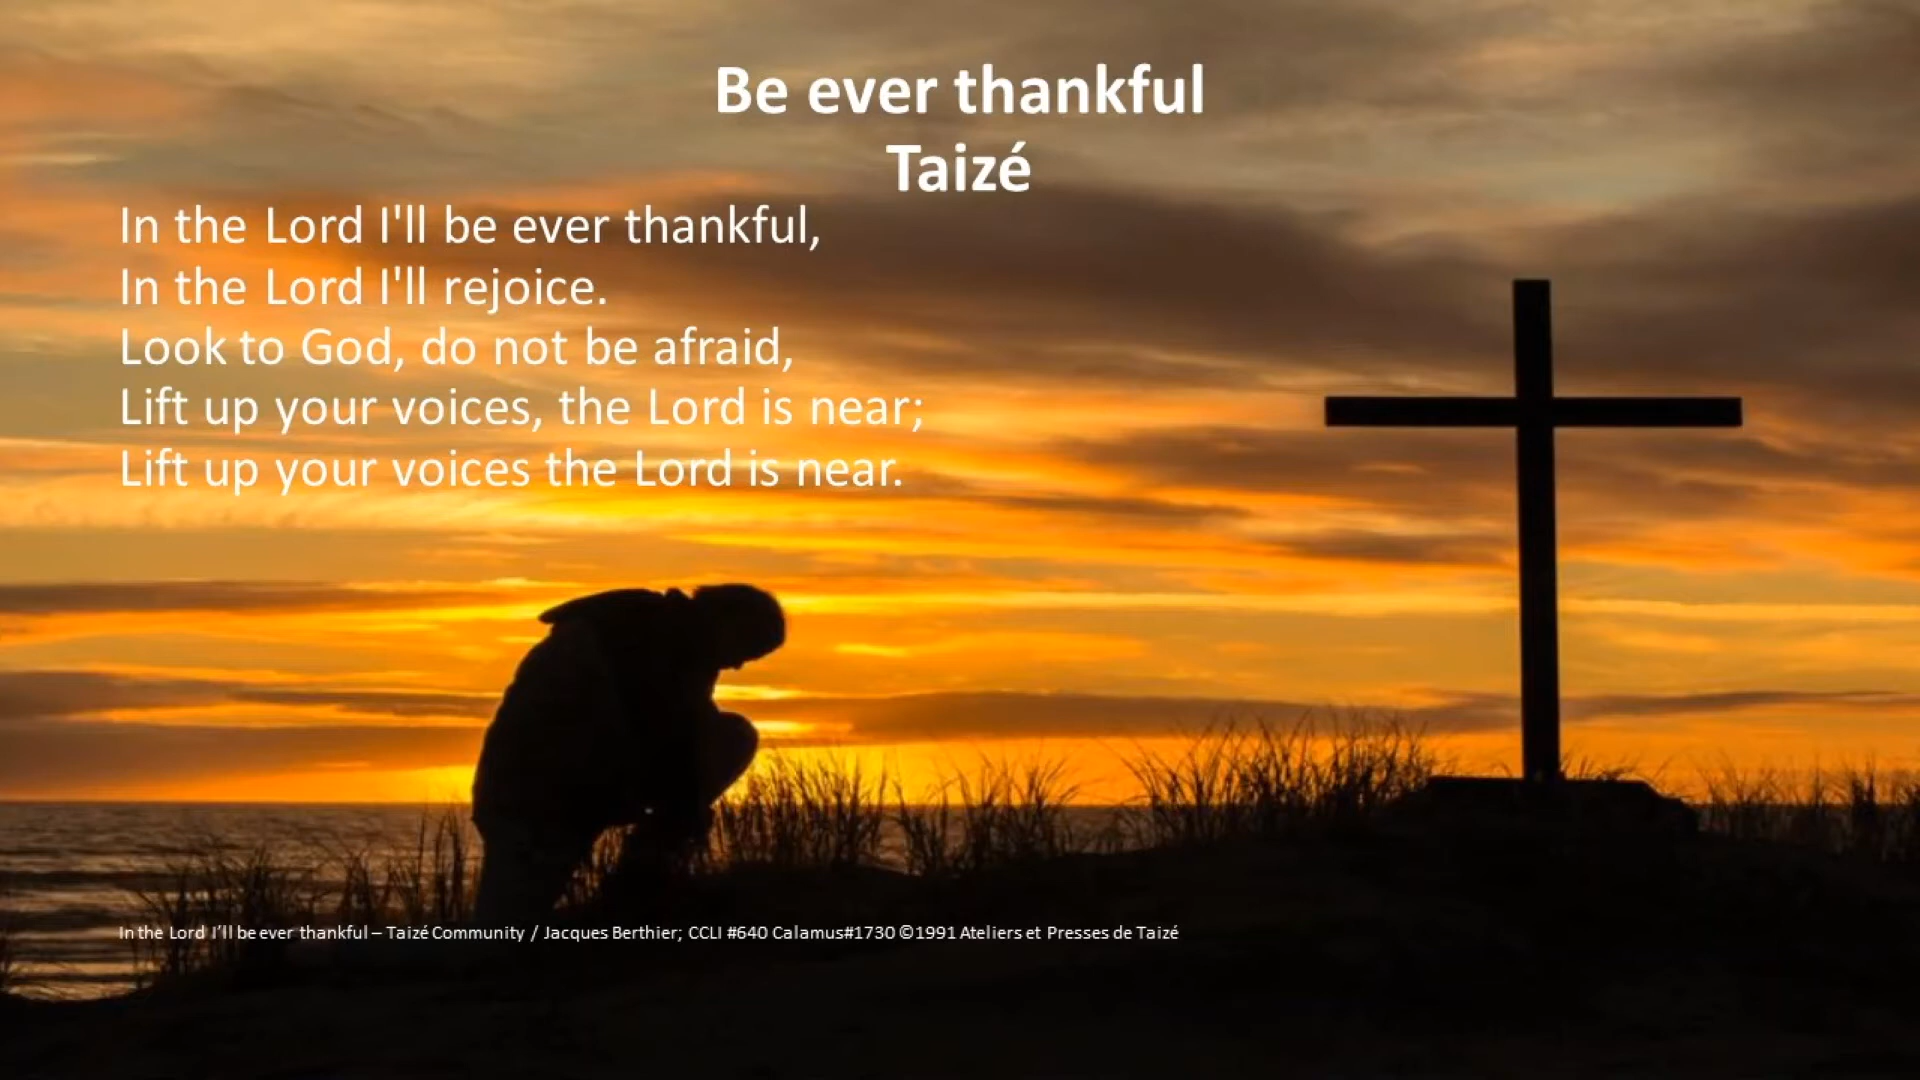 Be ever thankful
Taizé
In the Lord I'll be ever thankful,
In the Lord I'll rejoice.
Look to God, do not be afraid,
Lift up your voices, the Lord is near;
Lift up your voices the Lord is near.
In the Lord I’ll be ever thankful – Taizé Community / Jacques Berthier; CCLI #640 Calamus#1730 ©1991 Ateliers et Presses de Taizé